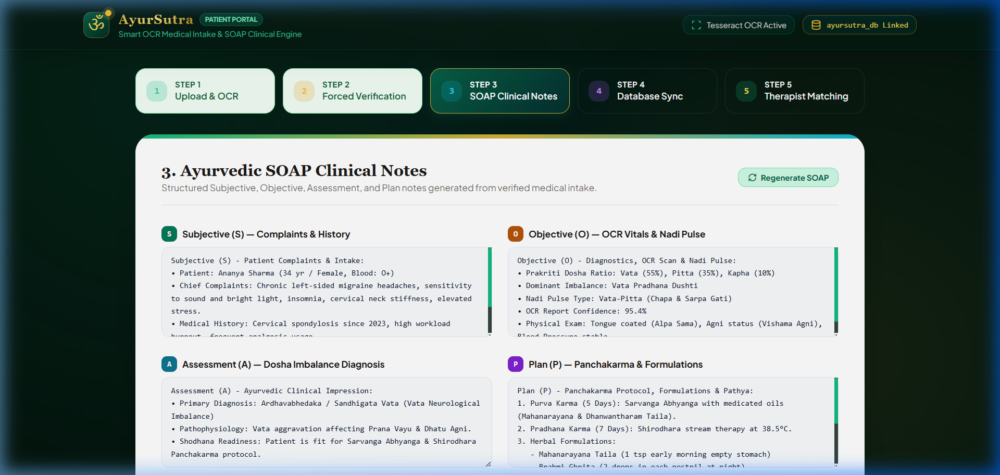 ॐ
AyurSutra
PATIENT PORTAL
Smart OCR Medical Intake & SOAP Clinical Engine
Tesseract OCR Active
ayursutra_db Linked
1
STEP 1
Upload & OCR
2
STEP 2
Forced Verification
3
STEP 3
SOAP Clinical Notes
4
STEP 4
Database Sync
5
STEP 5
Therapist Matching
3. Ayurvedic SOAP Clinical Notes
Structured Subjective, Objective, Assessment, and Plan notes generated from verified medical intake.
Regenerate SOAP
S
Subjective (S) — Complaints & History
Subjective (S) - Patient Complaints & Intake:
• Patient: Ananya Sharma (34 yr / Female, Blood: O+)
• Chief Complaints: Chronic left-sided migraine headaches, sensitivity
to sound and bright light, insomnia, cervical neck stiffness, elevated
stress.
• Medical History: Cervical spondylosis since 2023, high workload
burnout, frequent analgesic usage.
O
Objective (O) — OCR Vitals & Nadi Pulse
Objective (O) - Diagnostics, OCR Scan & Nadi Pulse:
• Prakriti Dosha Ratio: Vata (55%), Pitta (35%), Kapha (10%)
• Dominant Imbalance: Vata Pradhana Dushti
• Nadi Pulse Type: Vata-Pitta (Chapa & Sarpa Gati)
• OCR Report Confidence: 95.4%
• Physical Exam: Tongue coated (Alpa Sama), Agni status (Vishama Agni),
Blood Pressure stable.
A
Assessment (A) — Dosha Imbalance Diagnosis
Assessment (A) - Ayurvedic Clinical Impression:
• Primary Diagnosis: Ardhavabhedaka / Sandhigata Vata (Vata Neurological
Imbalance)
• Pathophysiology: Vata aggravation affecting Prana Vayu & Dhatu Agni.
• Shodhana Readiness: Patient is fit for Sarvanga Abhyanga & Shirodhara
Panchakarma protocol.
P
Plan (P) — Panchakarma & Formulations
Plan (P) - Panchakarma Protocol, Formulations & Pathya:
1. Purva Karma (5 Days): Sarvanga Abhyanga with medicated oils
(Mahanarayana & Dhanwantharam Taila).
2. Pradhana Karma (7 Days): Shirodhara stream therapy at 38.5°C.
3. Herbal Formulations:
- Mahanarayana Taila (1 tsp early morning empty stomach)
- Brahmi Ghrita (2 drops in each nostril at night)